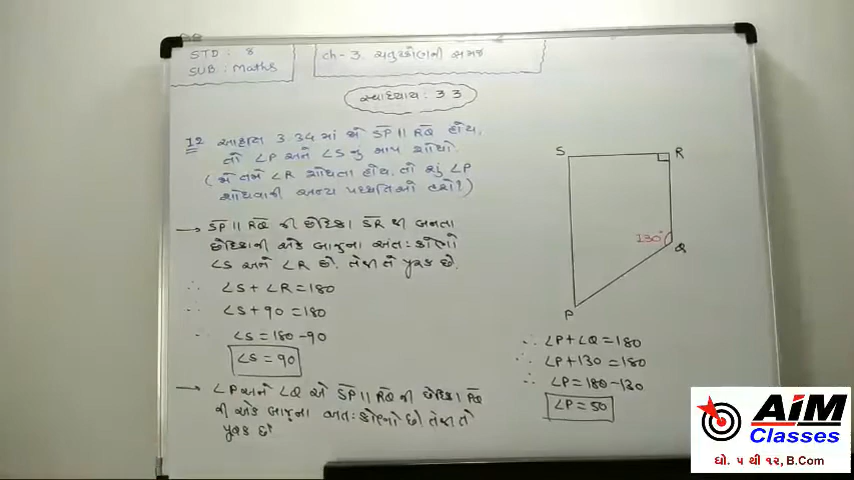 STD : 8
SUB : Maths
ch - 3 ચતુષ્કોણની સમજ
સ્વાધ્યાય : 3.3
12 આકૃતિ 3.34 માં જો SP || RQ હોય,
તો ∠P અને ∠S નું માપ શોધો.
(જો તમે ∠R શોધતા હોય, તો શું ∠P
શોધવાની અન્ય પદ્ધતિઓ હશે?)
→ SP || RQ ની છેદિકા SR થી બનતા
છેદિકાની એક બાજુના અંતઃકોણો
∠S અને ∠R છે. તેથી તે પૂરક છે.
∴ ∠S + ∠R = 180
∴ ∠S + 90 = 180
∠S = 180 - 90
∠S = 90
→ ∠P અને ∠Q એ SP || RQ ની છેદિકા PQ
ની એક બાજુના અંતઃકોણો છે તેથી તે
પૂરક છે
S
R
130°
Q
P
∴ ∠P + ∠Q = 180
∴ ∠P + 130 = 180
∴ ∠P = 180 - 130
∠P = 50
AIM
Classes
ધો. ૫ થી ૧૨, B.Com